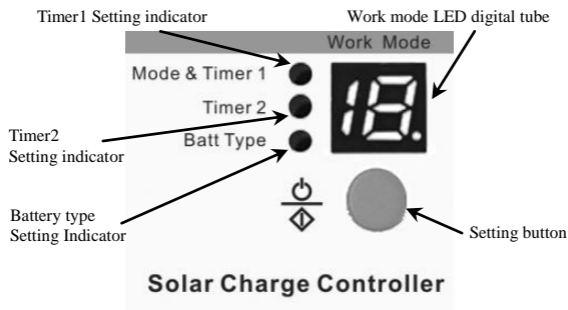 Timer1 Setting indicator
Work mode LED digital tube
Work Mode
Mode & Timer 1
18.
Timer 2
Timer2
Setting indicator
Batt Type
Battery type
Setting Indicator
Setting button
Solar Charge Controller